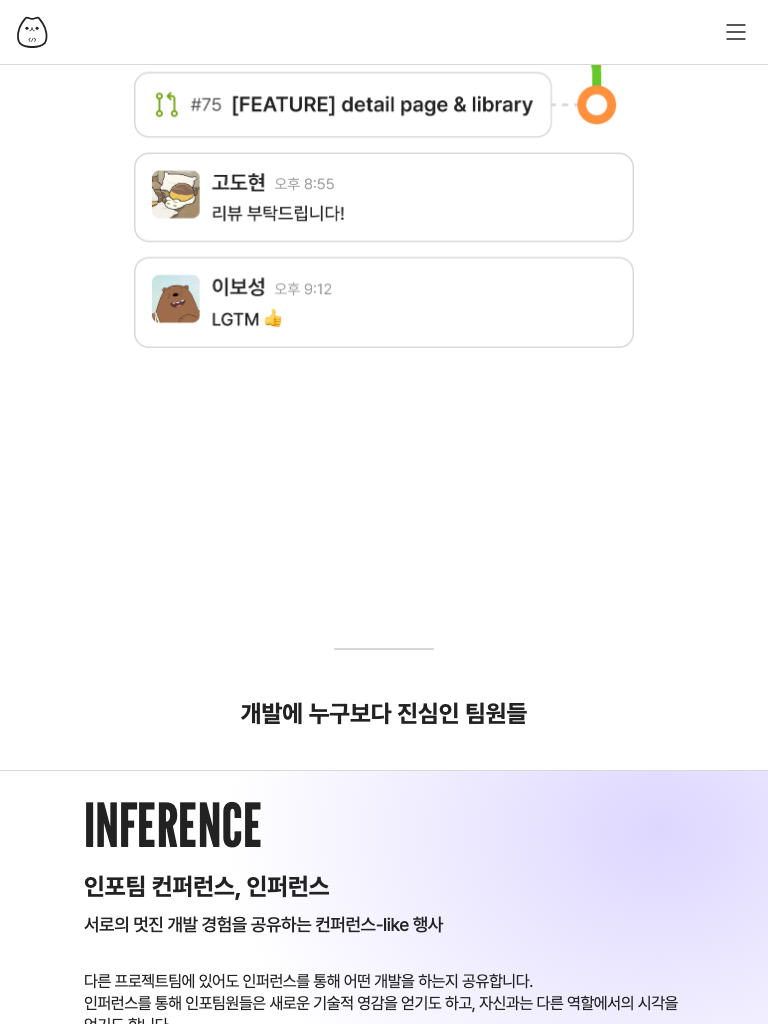 #75 [FEATURE] detail page & library
고도현 오후 8:55
리뷰 부탁드립니다!
이보성 오후 9:12
LGTM 👍
개발에 누구보다 진심인 팀원들
INFERENCE
인포팀 컨퍼런스, 인퍼런스
서로의 멋진 개발 경험을 공유하는 컨퍼런스-like 행사
다른 프로젝트팀에 있어도 인퍼런스를 통해 어떤 개발을 하는지 공유합니다.
인퍼런스를 통해 인포팀원들은 새로운 기술적 영감을 얻기도 하고, 자신과는 다른 역할에서의 시각을
얻기도 합니다.